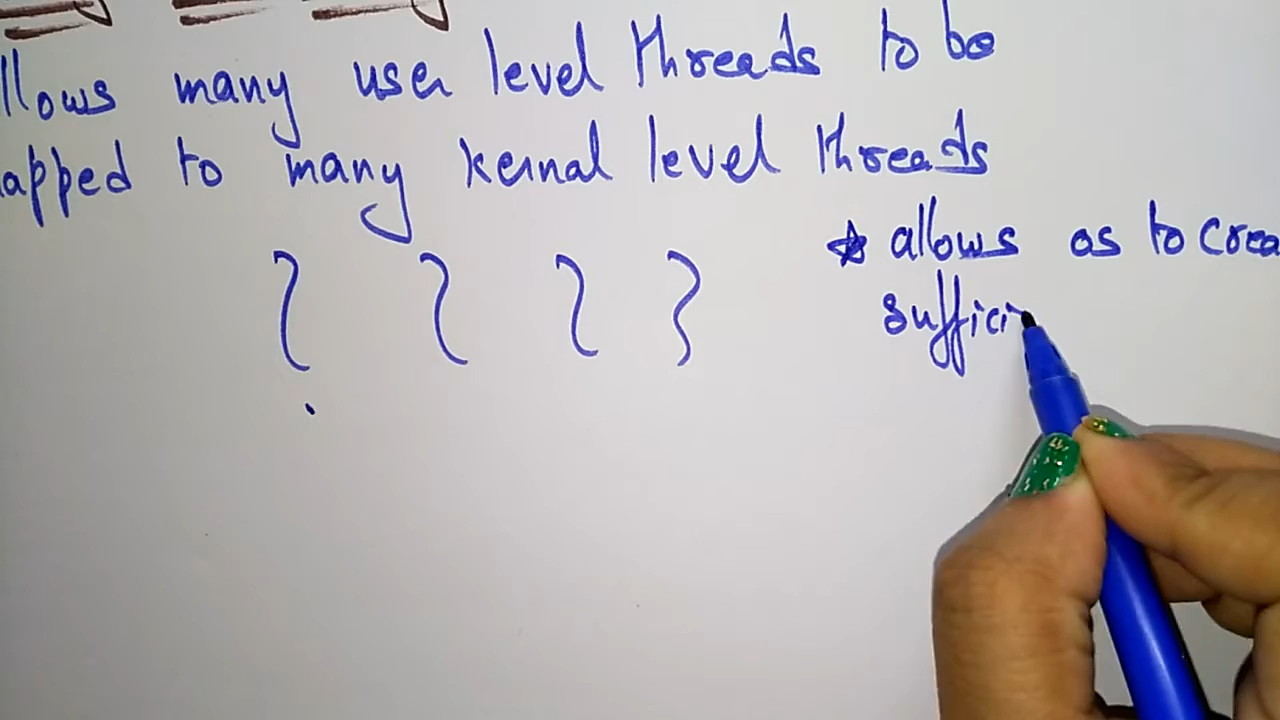 llows many user level threads to be
apped to many kernal level threads
☆ allows as to crea
suffici